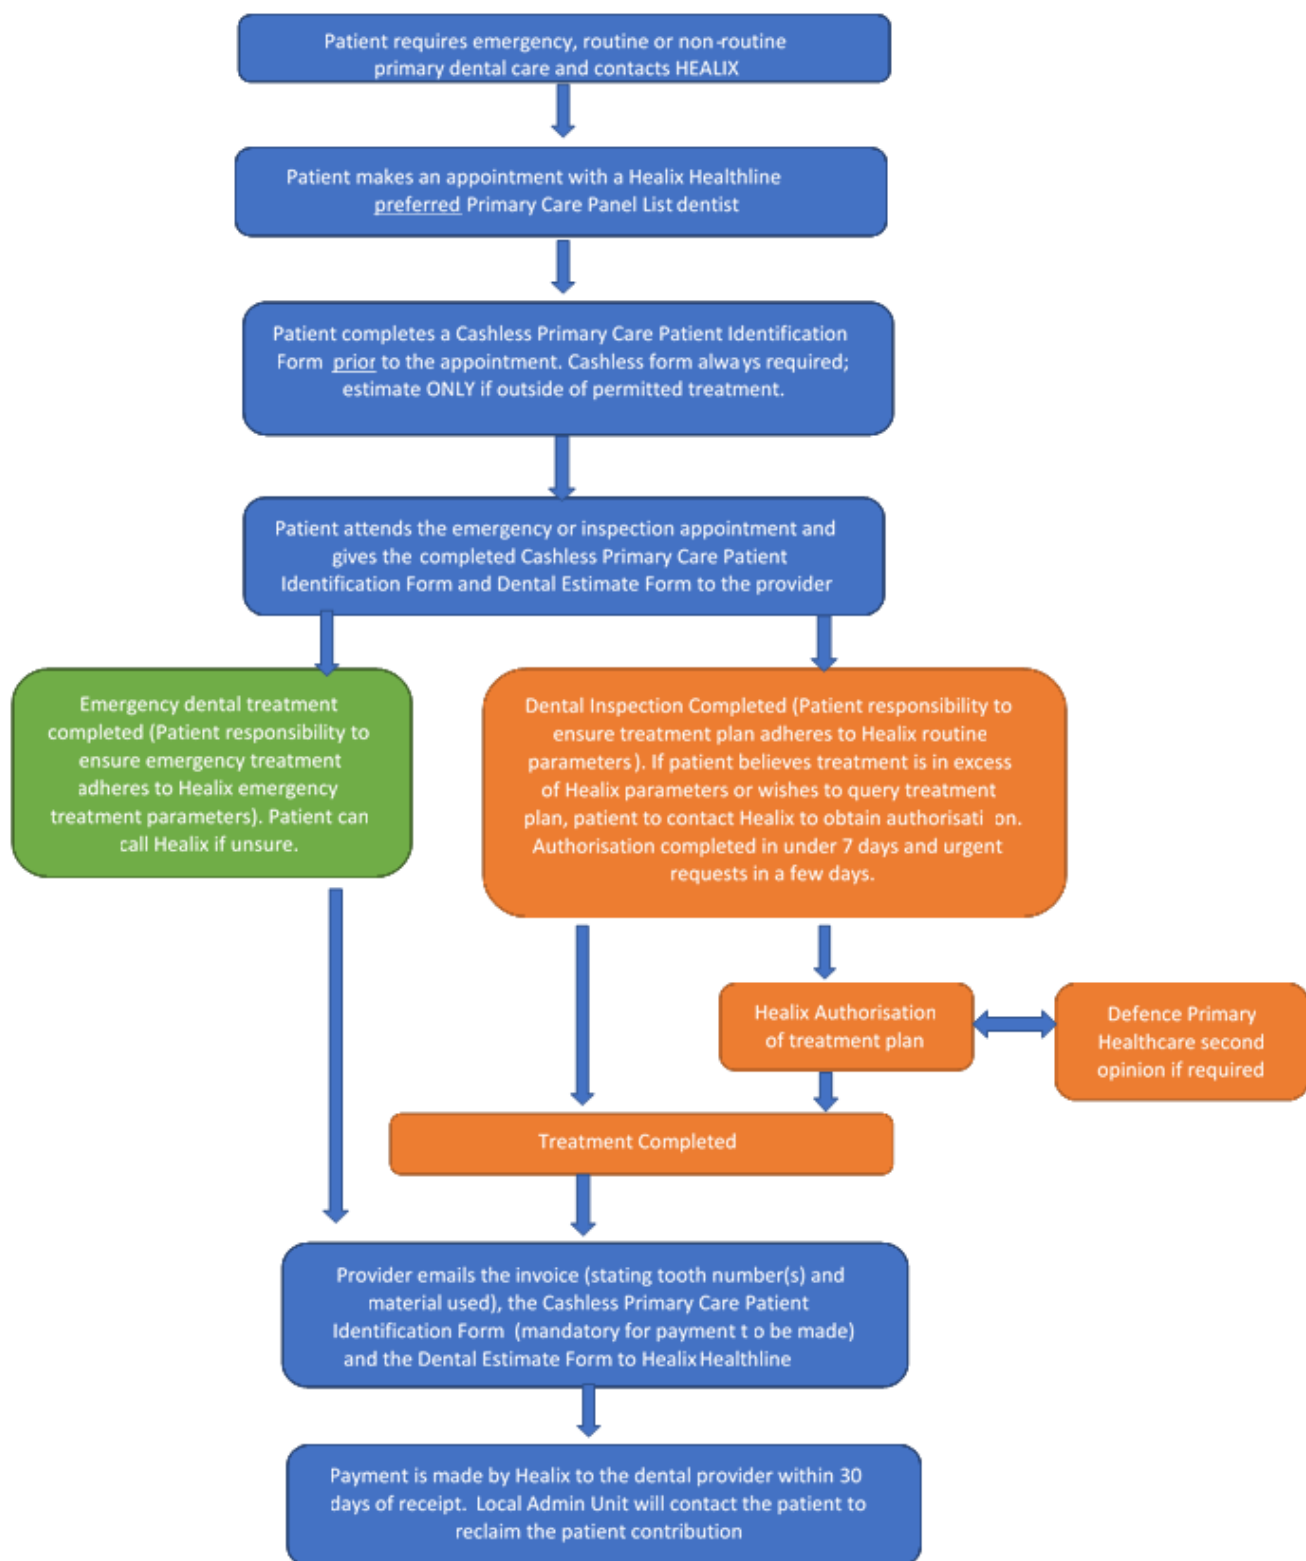 Patient requires emergency, routine or non-routine
primary dental care and contacts HEALIX
Patient makes an appointment with a Healix Healthline
preferred Primary Care Panel List dentist
Patient completes a Cashless Primary Care Patient Identification
Form prior to the appointment. Cashless form always required;
estimate ONLY if outside of permitted treatment.
Patient attends the emergency or inspection appointment and
gives the completed Cashless Primary Care Patient
Identification Form and Dental Estimate Form to the provider
Emergency dental treatment
completed (Patient responsibility to
ensure emergency treatment
adheres to Healix emergency
treatment parameters). Patient can
call Healix if unsure.
Dental Inspection Completed (Patient responsibility to
ensure treatment plan adheres to Healix routine
parameters). If patient believes treatment is in excess
of Healix parameters or wishes to query treatment
plan, patient to contact Healix to obtain authorisation.
Authorisation completed in under 7 days and urgent
requests in a few days.
Healix Authorisation
of treatment plan
Defence Primary
Healthcare second
opinion if required
Treatment Completed
Provider emails the invoice (stating tooth number(s) and
material used), the Cashless Primary Care Patient
Identification Form (mandatory for payment to be made)
and the Dental Estimate Form to Healix Healthline
Payment is made by Healix to the dental provider within 30
days of receipt. Local Admin Unit will contact the patient to
reclaim the patient contribution